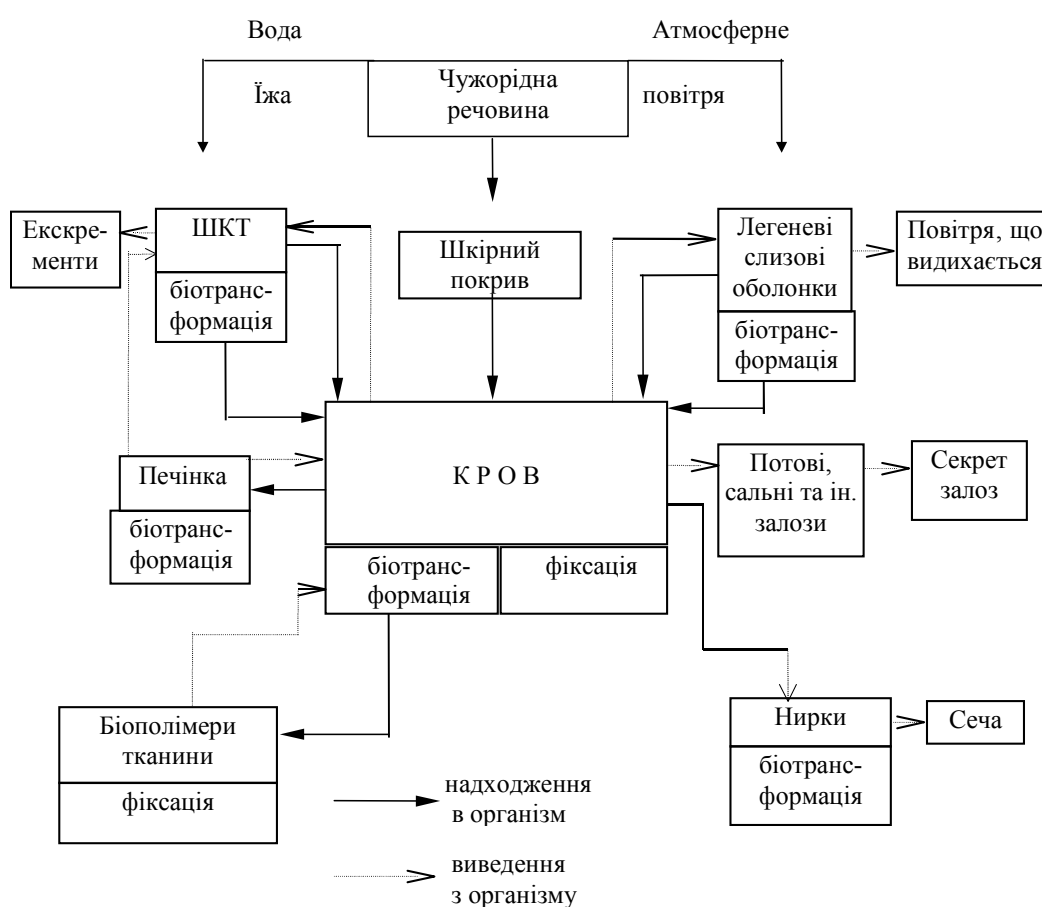 Вода
Атмосферне
Їжа
Чужорідна
речовина
повітря
Екскре-
менти
ШКТ
біотранс-
формація
Шкірний
покрив
Легеневі
слизові
оболонки
біотранс-
формація
Повітря, що
видихається
Печінка
біотранс-
формація
К Р О В
біотранс-
формація
фіксація
Потові,
сальні та ін.
залози
Секрет
залоз
Біополімери
тканини
фіксація
Нирки
біотранс-
формація
Сеча
надходження
в організм
виведення
з організму